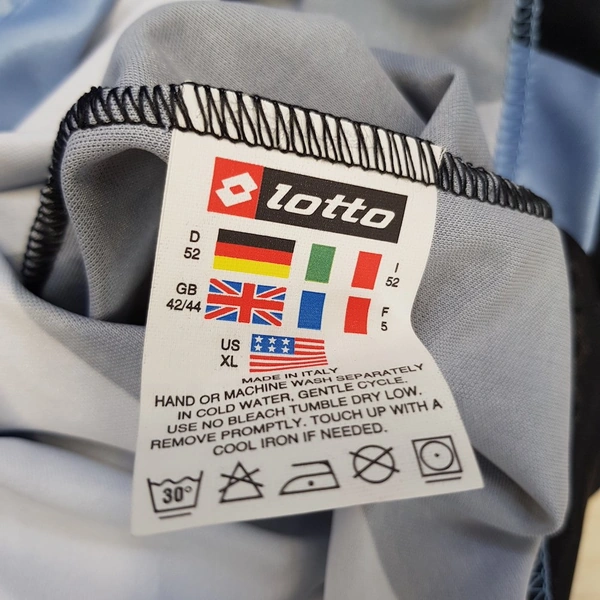 lotto
D 52
I 52
GB 42/44
F 5
US XL
MADE IN ITALY
HAND OR MACHINE WASH SEPARATELY
IN COLD WATER, GENTLE CYCLE.
USE NO BLEACH TUMBLE DRY LOW.
REMOVE PROMPTLY. TOUCH UP WITH A
COOL IRON IF NEEDED.
30°